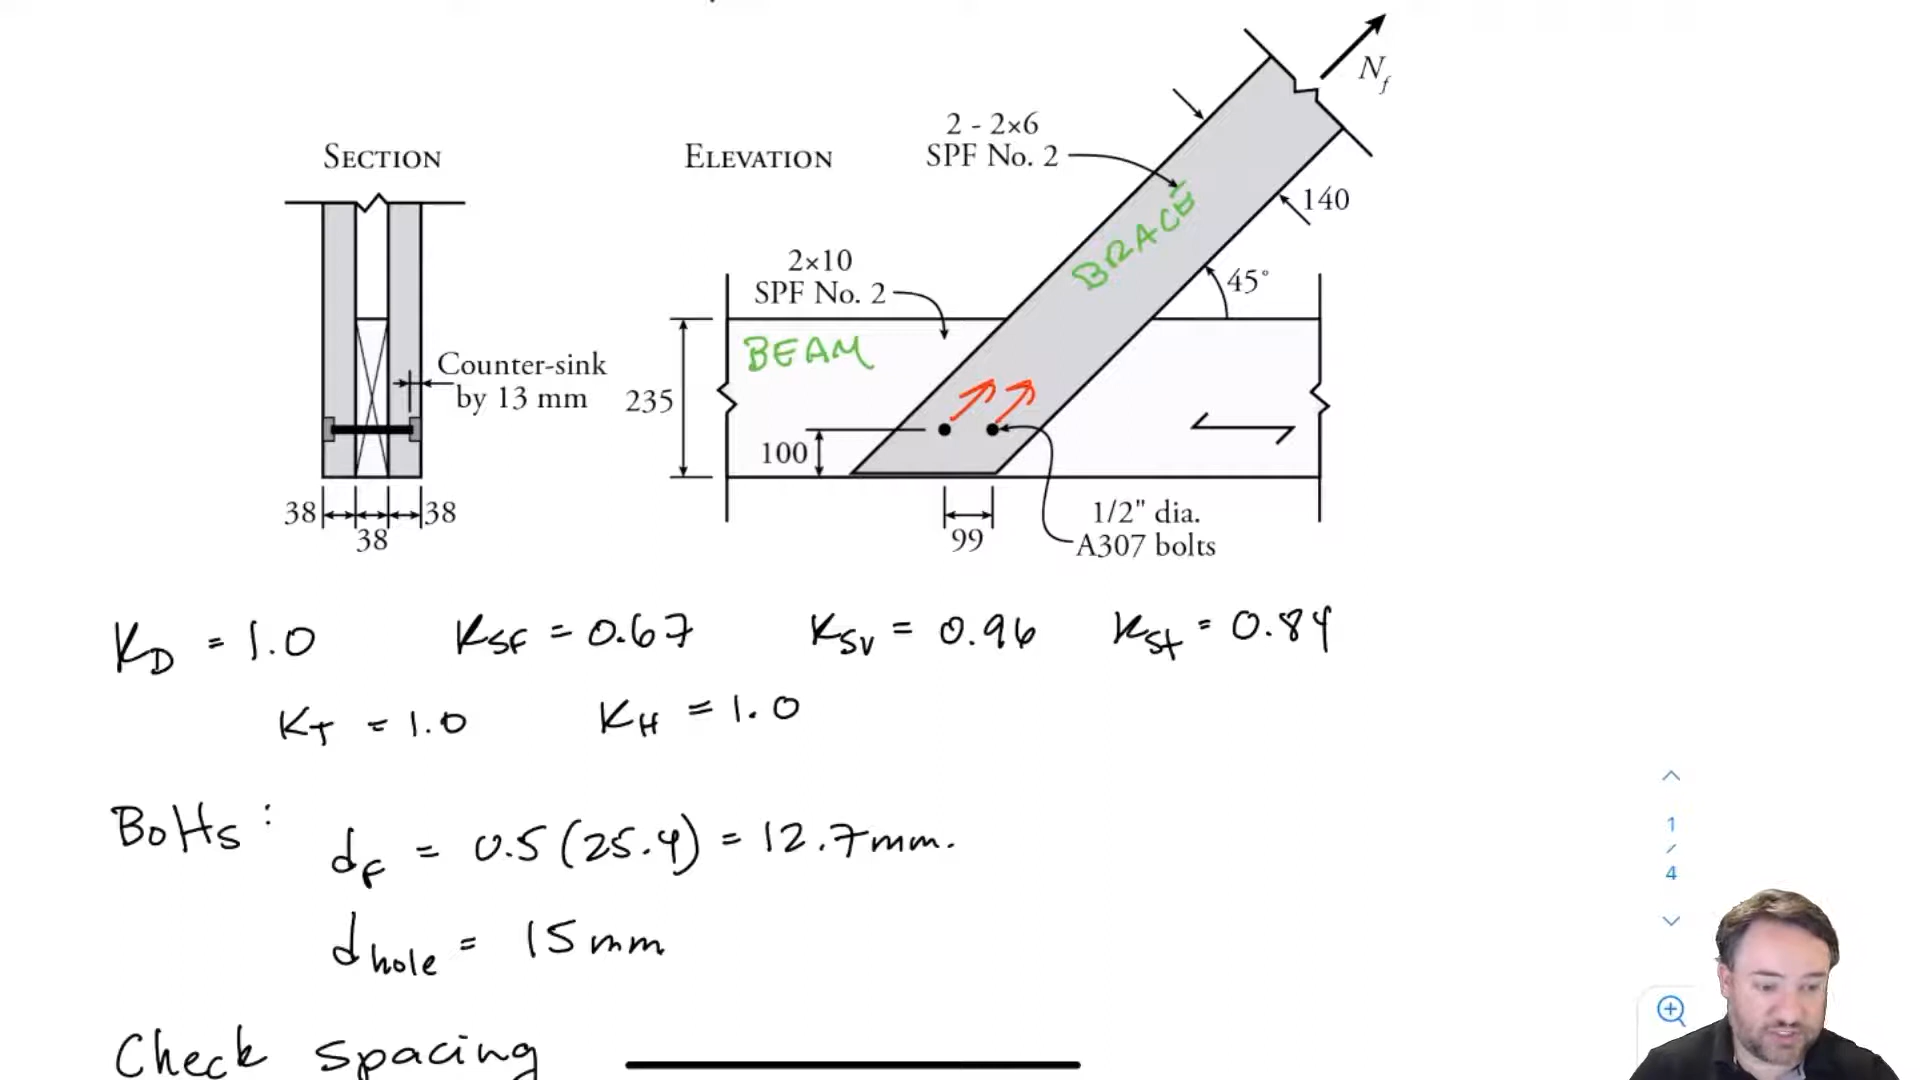 N_f
2 - 2×6
SPF No. 2
SECTION
ELEVATION
140
BRACE
2×10
SPF No. 2
45°
BEAM
Counter-sink
by 13 mm
235
100
38
38
38
99
1/2" dia.
A307 bolts
K_D = 1.0 K_SF = 0.67 K_SV = 0.96 K_St = 0.84
K_T = 1.0 K_H = 1.0
Bolts: d_F = 0.5 (25.4) = 12.7 mm.
d_hole = 15 mm
Check spacing
1
/
4